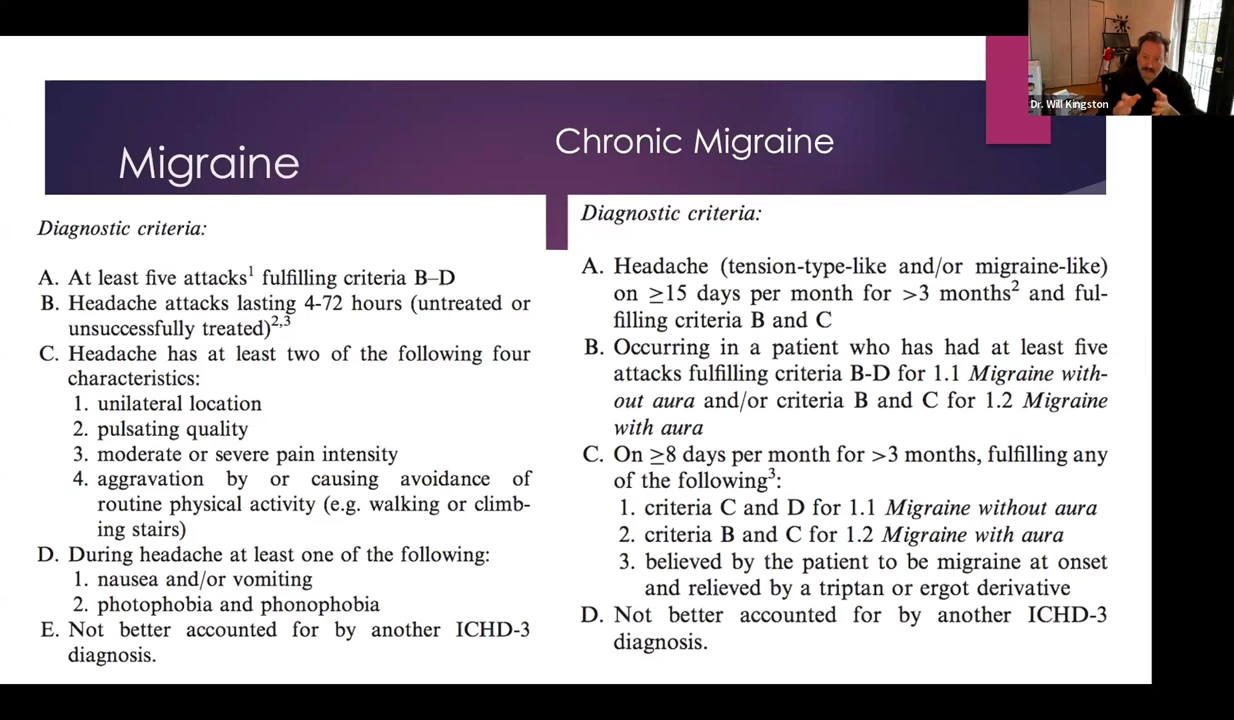 Dr. Will Kingston
Migraine
Chronic Migraine
Diagnostic criteria:
A. At least five attacks¹ fulfilling criteria B–D
B. Headache attacks lasting 4-72 hours (untreated or
unsuccessfully treated)²,³
C. Headache has at least two of the following four
characteristics:
1. unilateral location
2. pulsating quality
3. moderate or severe pain intensity
4. aggravation by or causing avoidance of
routine physical activity (e.g. walking or climb-
ing stairs)
D. During headache at least one of the following:
1. nausea and/or vomiting
2. photophobia and phonophobia
E. Not better accounted for by another ICHD-3
diagnosis.
Diagnostic criteria:
A. Headache (tension-type-like and/or migraine-like)
on ≥15 days per month for >3 months² and ful-
filling criteria B and C
B. Occurring in a patient who has had at least five
attacks fulfilling criteria B-D for 1.1 Migraine with-
out aura and/or criteria B and C for 1.2 Migraine
with aura
C. On ≥8 days per month for >3 months, fulfilling any
of the following³:
1. criteria C and D for 1.1 Migraine without aura
2. criteria B and C for 1.2 Migraine with aura
3. believed by the patient to be migraine at onset
and relieved by a triptan or ergot derivative
D. Not better accounted for by another ICHD-3
diagnosis.